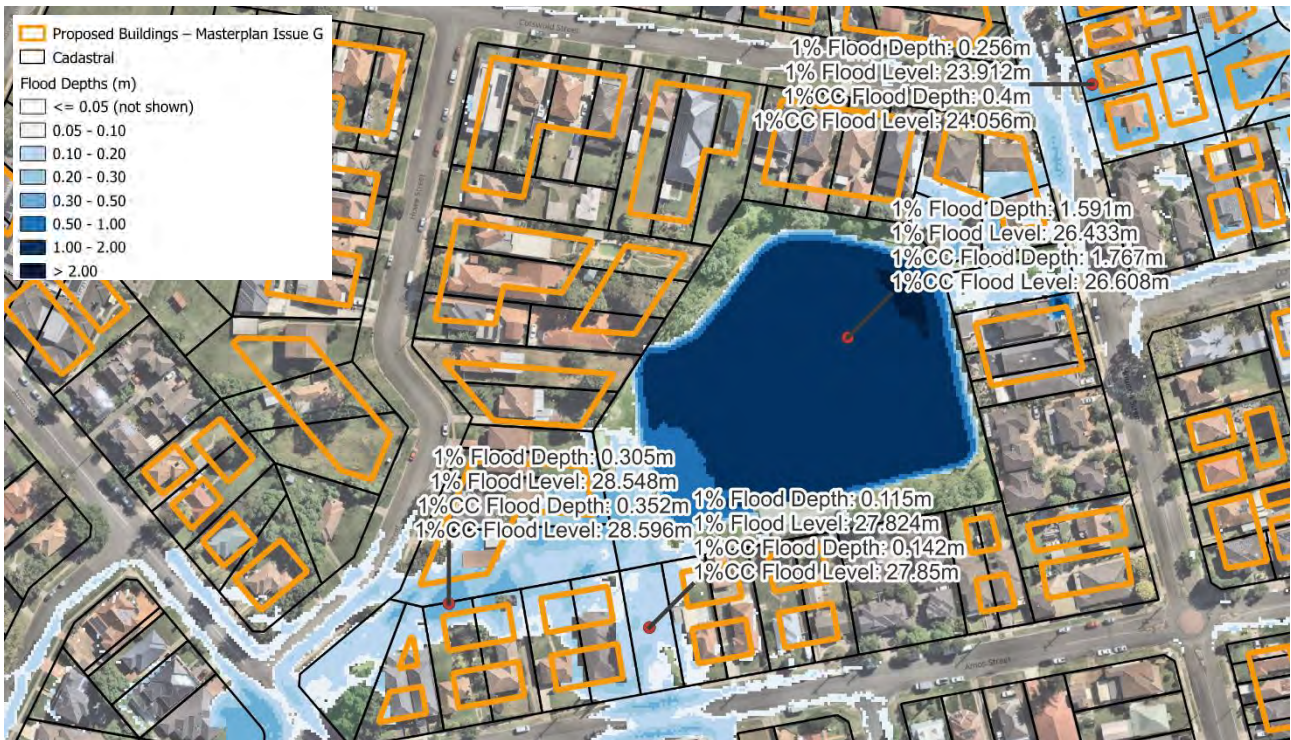 Proposed Buildings – Masterplan Issue G
Cadastral
Flood Depths (m)
<= 0.05 (not shown)
0.05 - 0.10
0.10 - 0.20
0.20 - 0.30
0.30 - 0.50
0.50 - 1.00
1.00 - 2.00
> 2.00
1% Flood Depth: 0.256m
1% Flood Level: 23.912m
1%CC Flood Depth: 0.4m
1%CC Flood Level: 24.056m
1% Flood Depth: 1.591m
1% Flood Level: 26.433m
1%CC Flood Depth: 1.767m
1%CC Flood Level: 26.608m
1% Flood Depth: 0.305m
1% Flood Level: 28.548m
1%CC Flood Depth: 0.352m
1%CC Flood Level: 28.596m
1% Flood Depth: 0.115m
1% Flood Level: 27.824m
1%CC Flood Depth: 0.142m
1%CC Flood Level: 27.85m
Amos Street